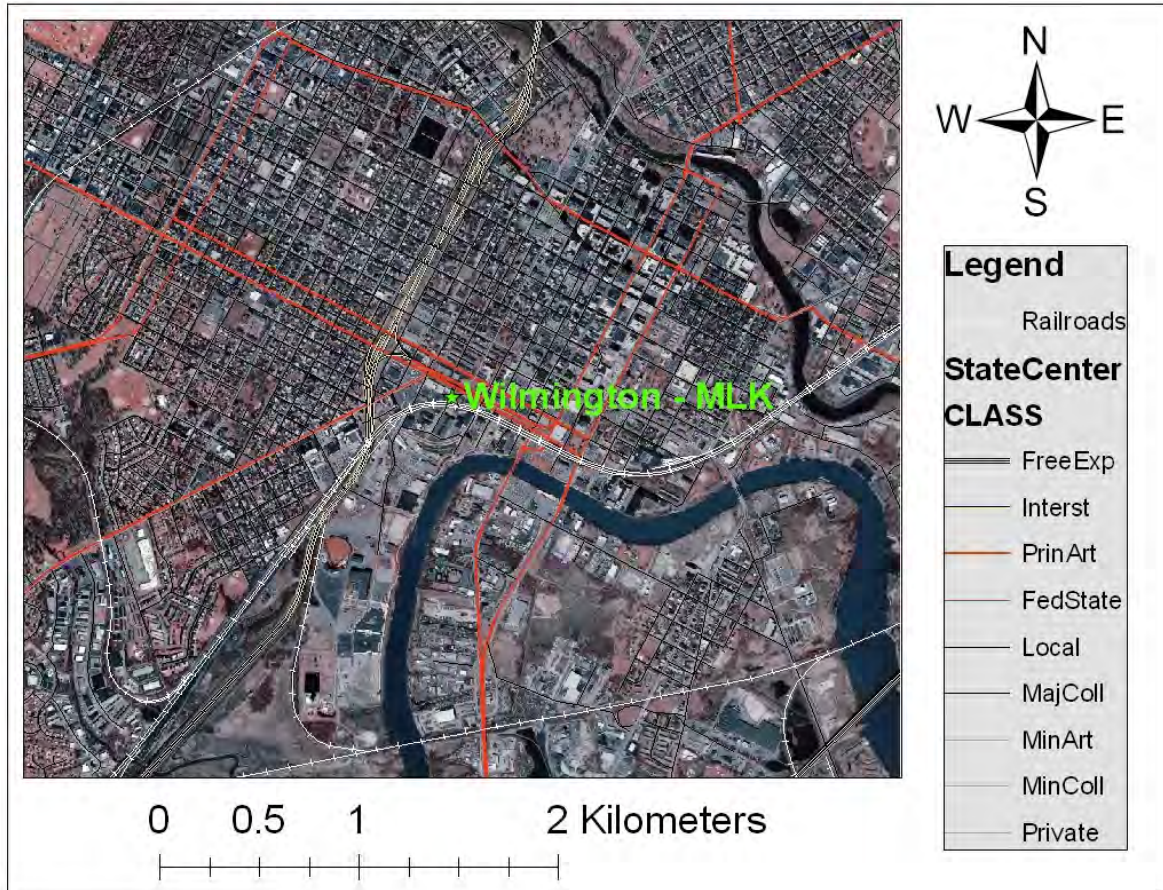 N
W
E
S
Wilmington - MLK
Legend
Railroads
StateCenter
CLASS
FreeExp
Interst
PrinArt
FedState
Local
MajColl
MinArt
MinColl
Private
0 0.5 1 2 Kilometers